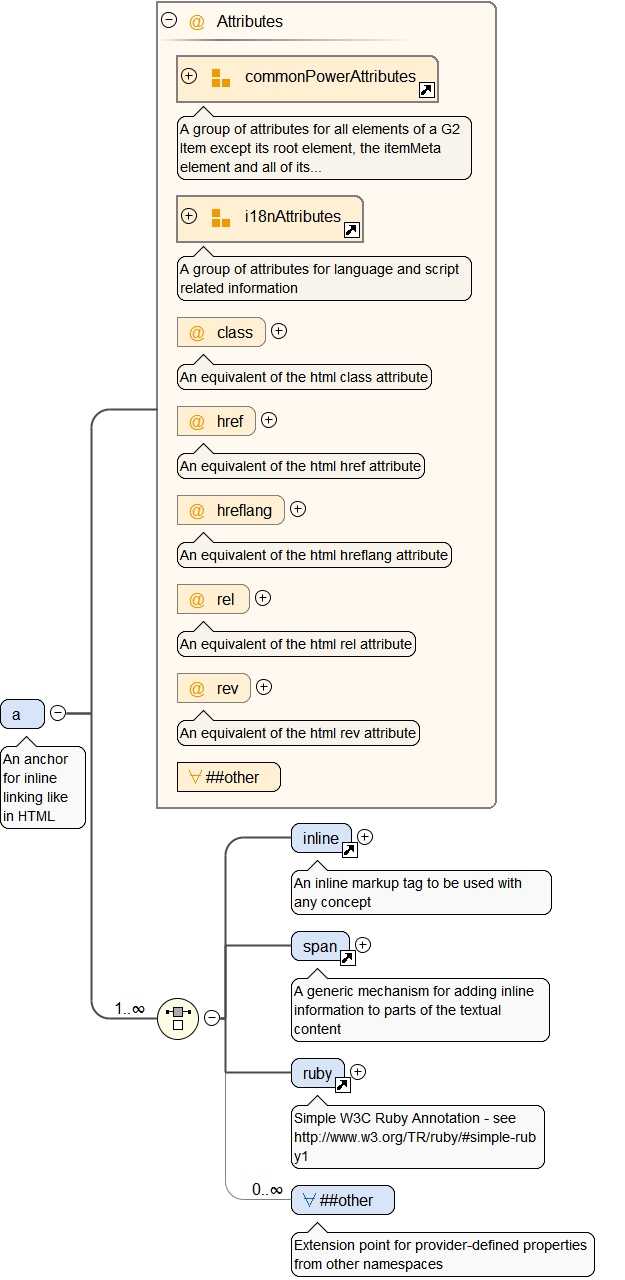 @ Attributes
commonPowerAttributes
A group of attributes for all elements of a G2
Item except its root element, the itemMeta
element and all of its...
i18nAttributes
A group of attributes for language and script
related information
@ class
An equivalent of the html class attribute
@ href
An equivalent of the html href attribute
@ hreflang
An equivalent of the html hreflang attribute
@ rel
An equivalent of the html rel attribute
@ rev
An equivalent of the html rev attribute
∀ ##other
a
An anchor
for inline
linking like
in HTML
1..∞
inline
An inline markup tag to be used with
any concept
span
A generic mechanism for adding inline
information to parts of the textual
content
ruby
Simple W3C Ruby Annotation - see
http://www.w3.org/TR/ruby/#simple-rub
y1
0..∞
∀ ##other
Extension point for provider-defined properties
from other namespaces